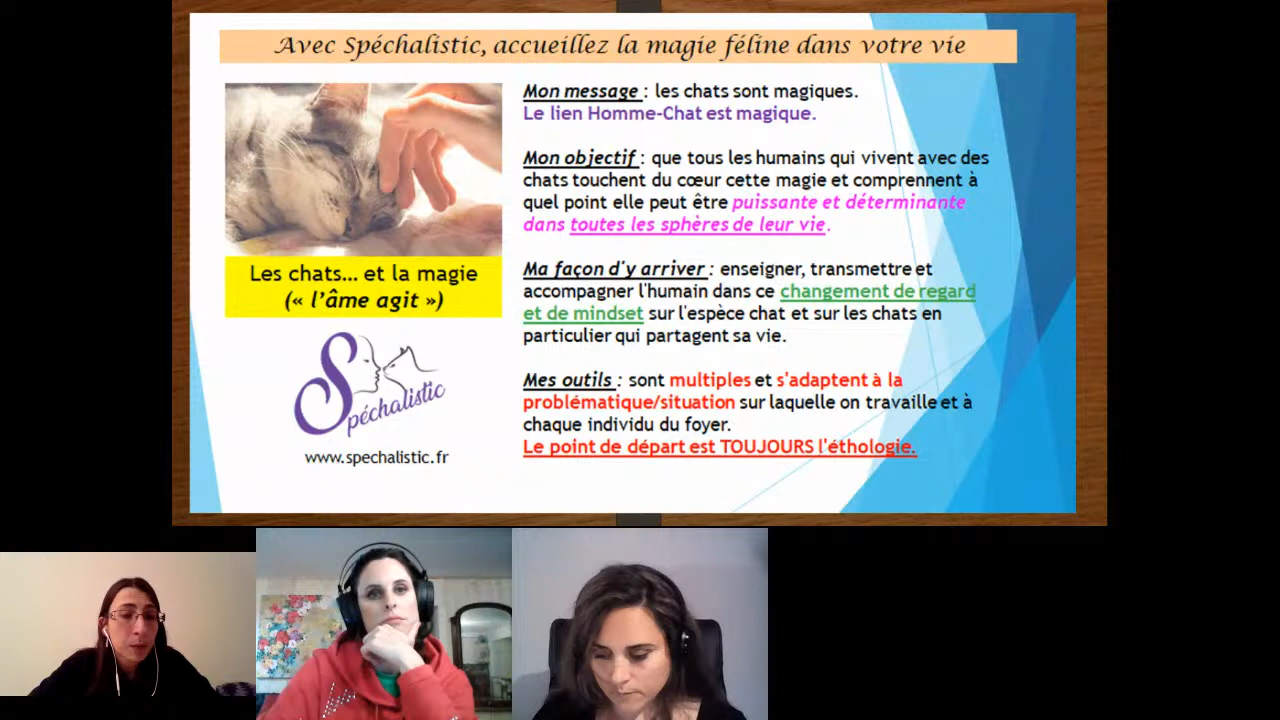 Avec Spéchalistic, accueillez la magie féline dans votre vie
Mon message : les chats sont magiques.
Le lien Homme-Chat est magique.
Mon objectif : que tous les humains qui vivent avec des
chats touchent du cœur cette magie et comprennent à
quel point elle peut être puissante et déterminante
dans toutes les sphères de leur vie.
Ma façon d'y arriver : enseigner, transmettre et
accompagner l'humain dans ce changement de regard
et de mindset sur l'espèce chat et sur les chats en
particulier qui partagent sa vie.
Mes outils : sont multiples et s'adaptent à la
problématique/situation sur laquelle on travaille et à
chaque individu du foyer.
Le point de départ est TOUJOURS l'éthologie.
Les chats… et la magie
(« l’âme agit »)
Spéchalistic
www.spechalistic.fr